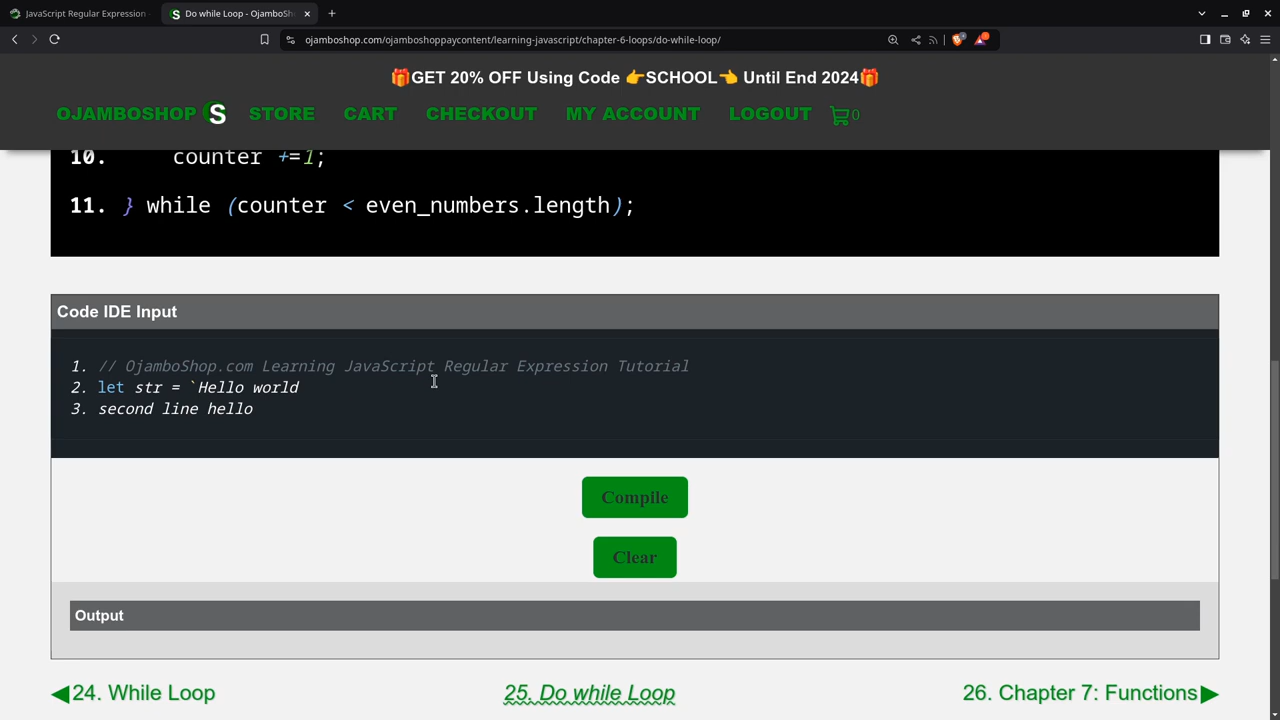 JavaScript Regular Expression
Do while Loop - OjamboSh
ojamboshop.com/ojamboshoppaycontent/learning-javascript/chapter-6-loops/do-while-loop/
🎁GET 20% OFF Using Code 👉SCHOOL👈 Until End 2024🎁
OJAMBOSHOP S STORE CART CHECKOUT MY ACCOUNT LOGOUT 0
10. counter +=1;
11. } while (counter < even_numbers.length);
Code IDE Input
1. // OjamboShop.com Learning JavaScript Regular Expression Tutorial
2. let str = `Hello world
3. second line hello
Compile
Clear
Output
◀24. While Loop
25. Do while Loop
26. Chapter 7: Functions▶